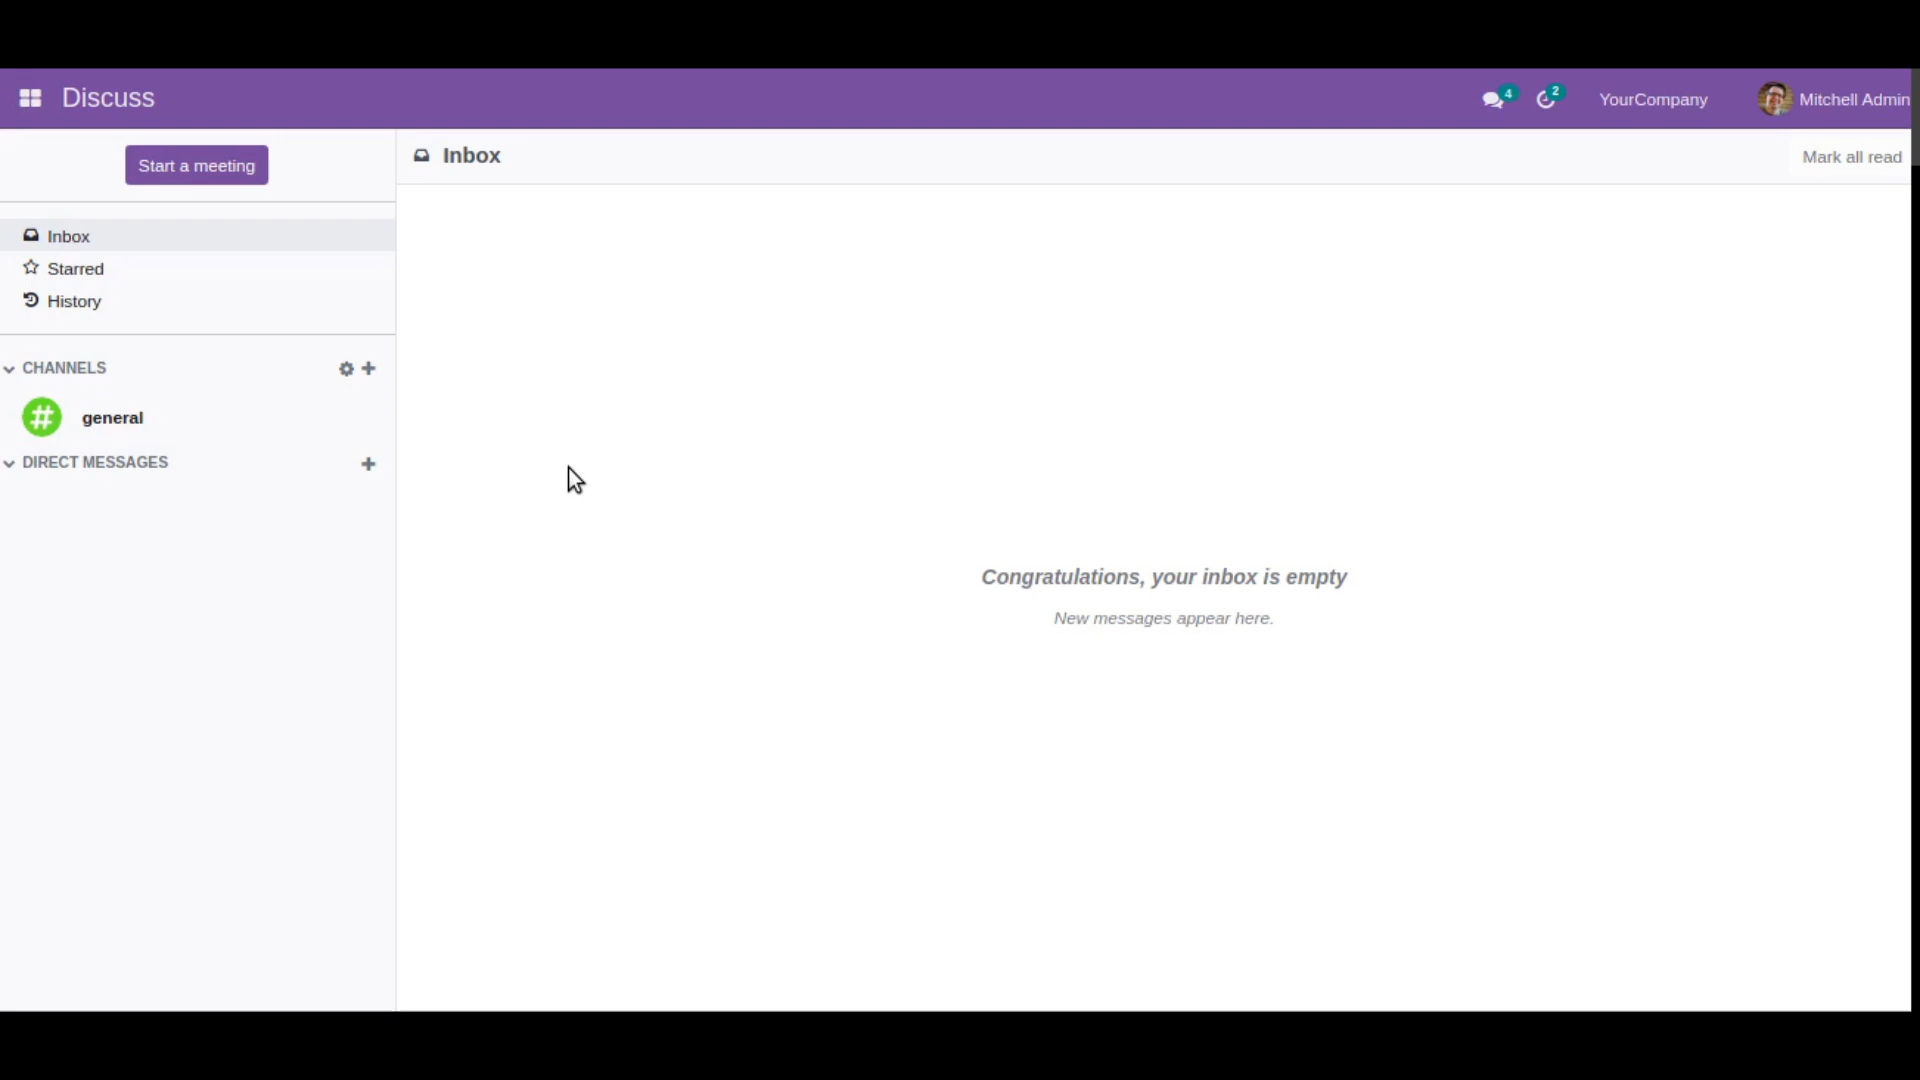 Discuss
4
2
YourCompany
Mitchell Admin
Start a meeting
Inbox
Mark all read
Inbox
Starred
History
CHANNELS
general
DIRECT MESSAGES
Congratulations, your inbox is empty
New messages appear here.